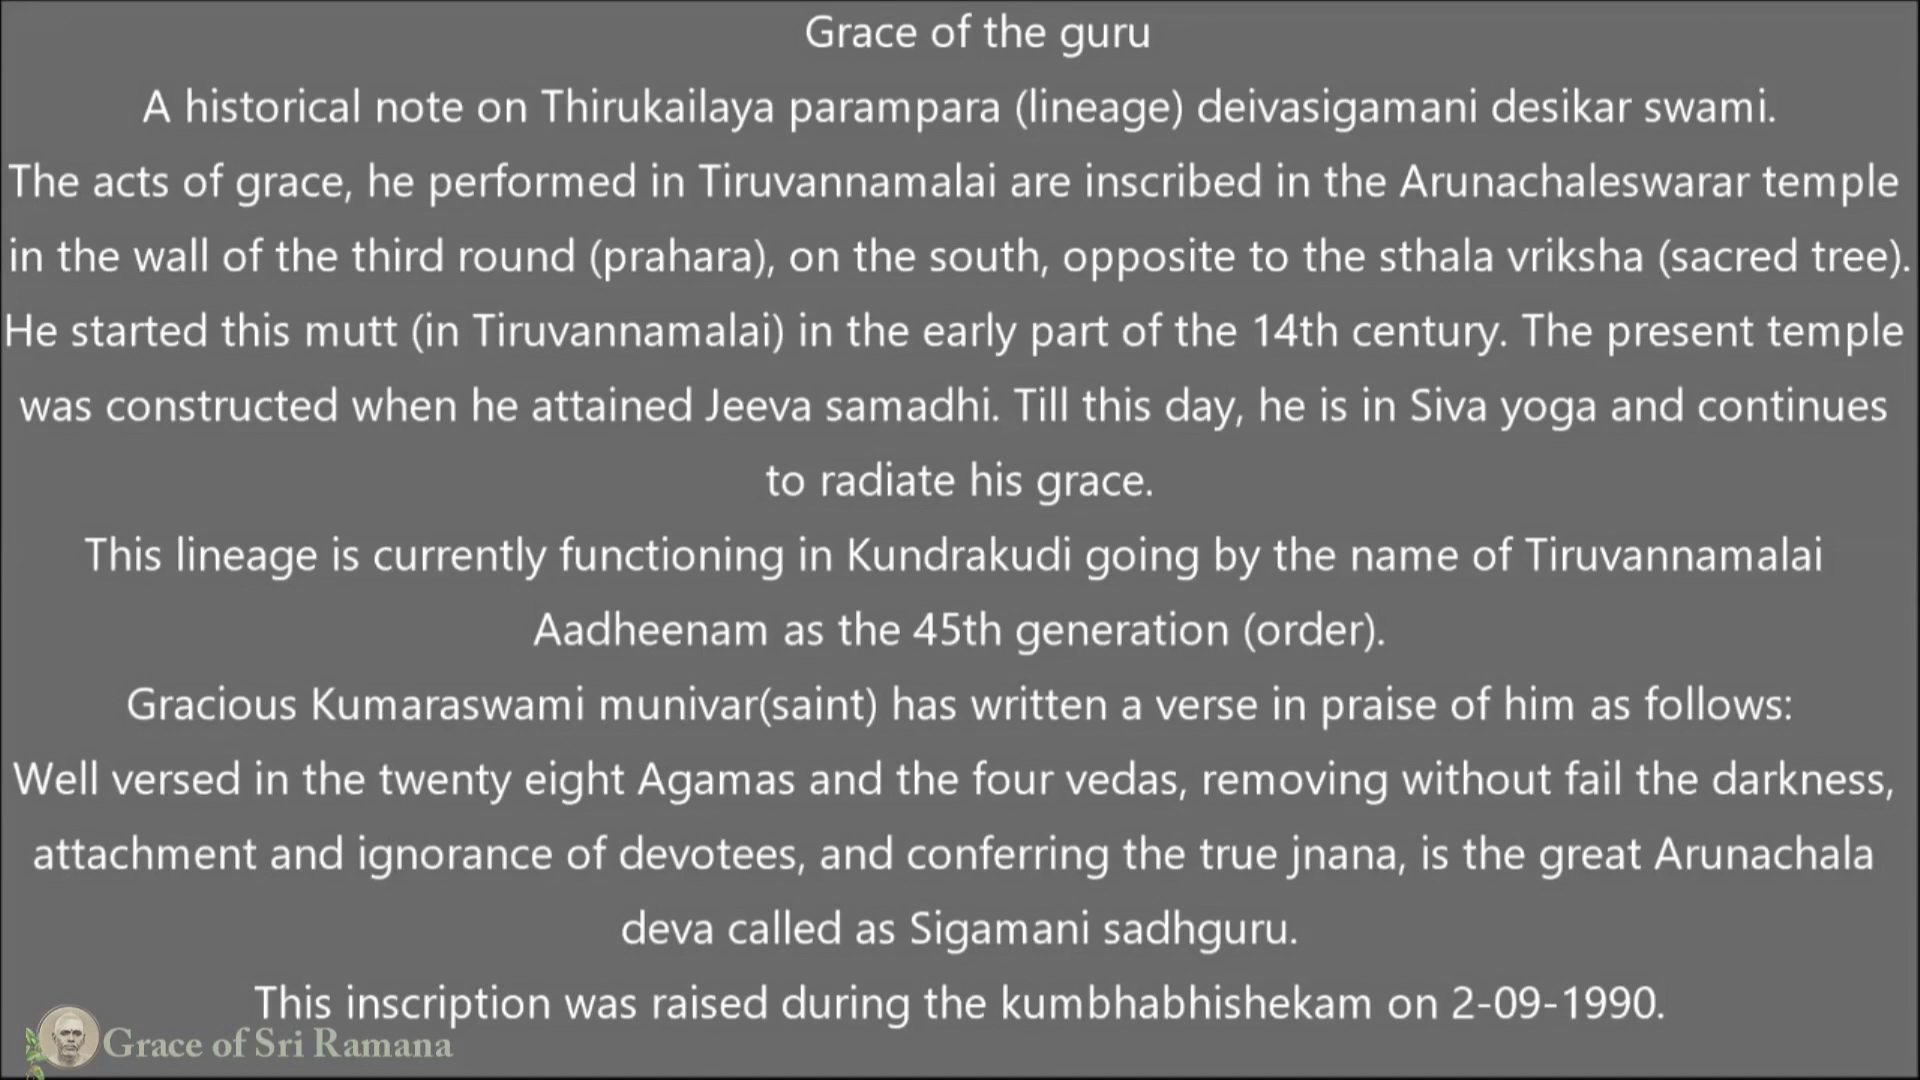 Grace of the guru
A historical note on Thirukailaya parampara (lineage) deivasigamani desikar swami.
The acts of grace, he performed in Tiruvannamalai are inscribed in the Arunachaleswarar temple
in the wall of the third round (prahara), on the south, opposite to the sthala vriksha (sacred tree).
He started this mutt (in Tiruvannamalai) in the early part of the 14th century. The present temple
was constructed when he attained Jeeva samadhi. Till this day, he is in Siva yoga and continues
to radiate his grace.
This lineage is currently functioning in Kundrakudi going by the name of Tiruvannamalai
Aadheenam as the 45th generation (order).
Gracious Kumaraswami munivar(saint) has written a verse in praise of him as follows:
Well versed in the twenty eight Agamas and the four vedas, removing without fail the darkness,
attachment and ignorance of devotees, and conferring the true jnana, is the great Arunachala
deva called as Sigamani sadhguru.
This inscription was raised during the kumbhabhishekam on 2-09-1990.
Grace of Sri Ramana